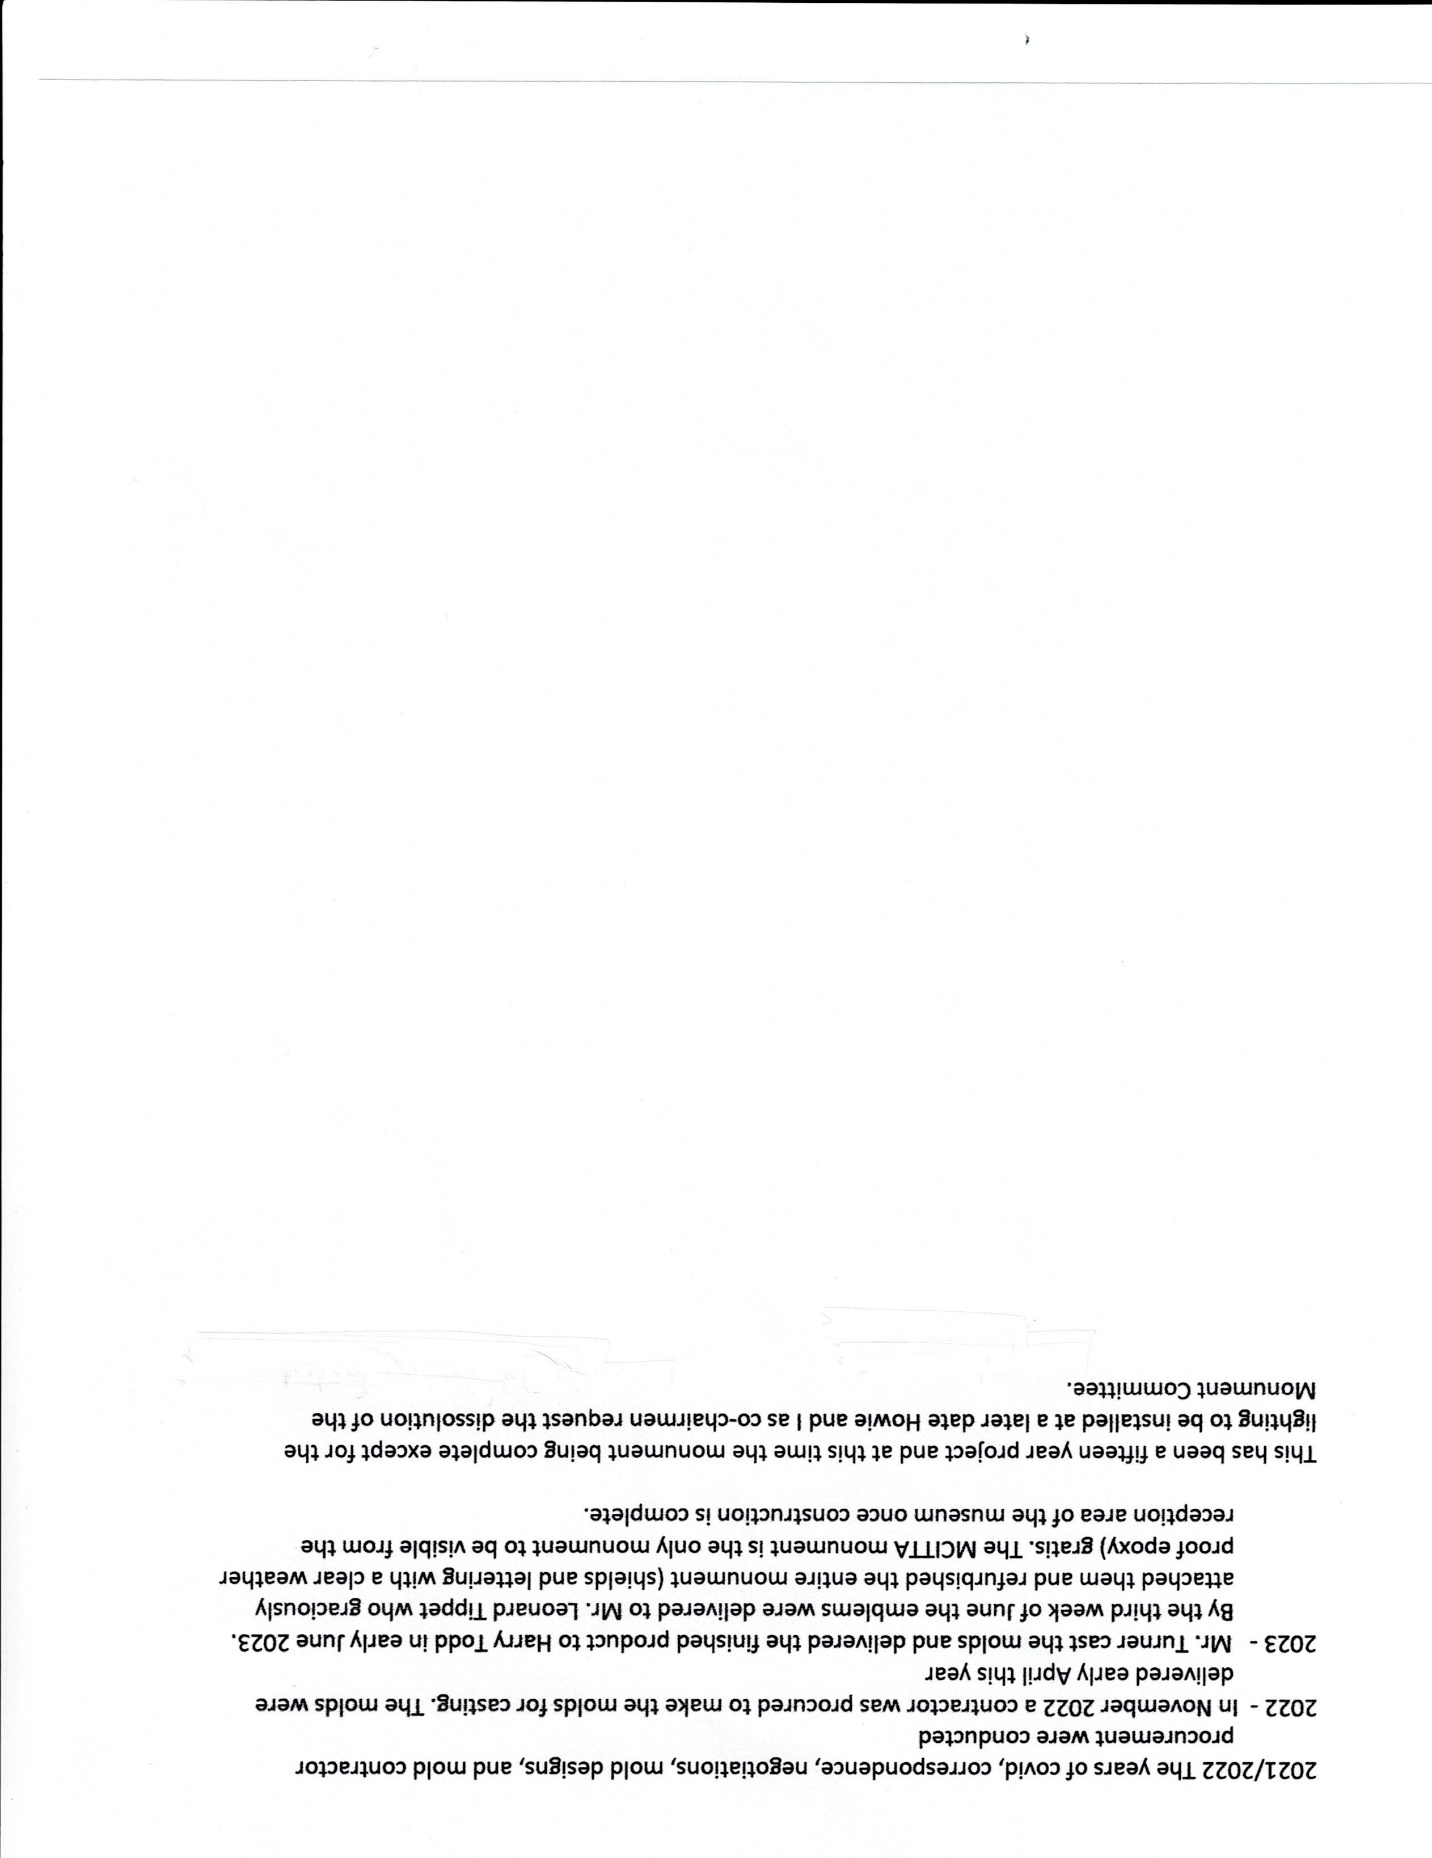 2021/2022 The years of covid, correspondence, negotiations, mold designs, and mold contractor
procurement were conducted
2022 - In November 2022 a contractor was procured to make the molds for casting. The molds were
delivered early April this year
2023 - Mr. Turner cast the molds and delivered the finished product to Harry Todd in early June 2023.
By the third week of June the emblems were delivered to Mr. Leonard Tippet who graciously
attached them and refurbished the entire monument (shields and lettering with a clear weather
proof epoxy) gratis. The MCITTA monument is the only monument to be visible from the
reception area of the museum once construction is complete.
This has been a fifteen year project and at this time the monument being complete except for the
lighting to be installed at a later date Howie and I as co-chairmen request the dissolution of the
Monument Committee.